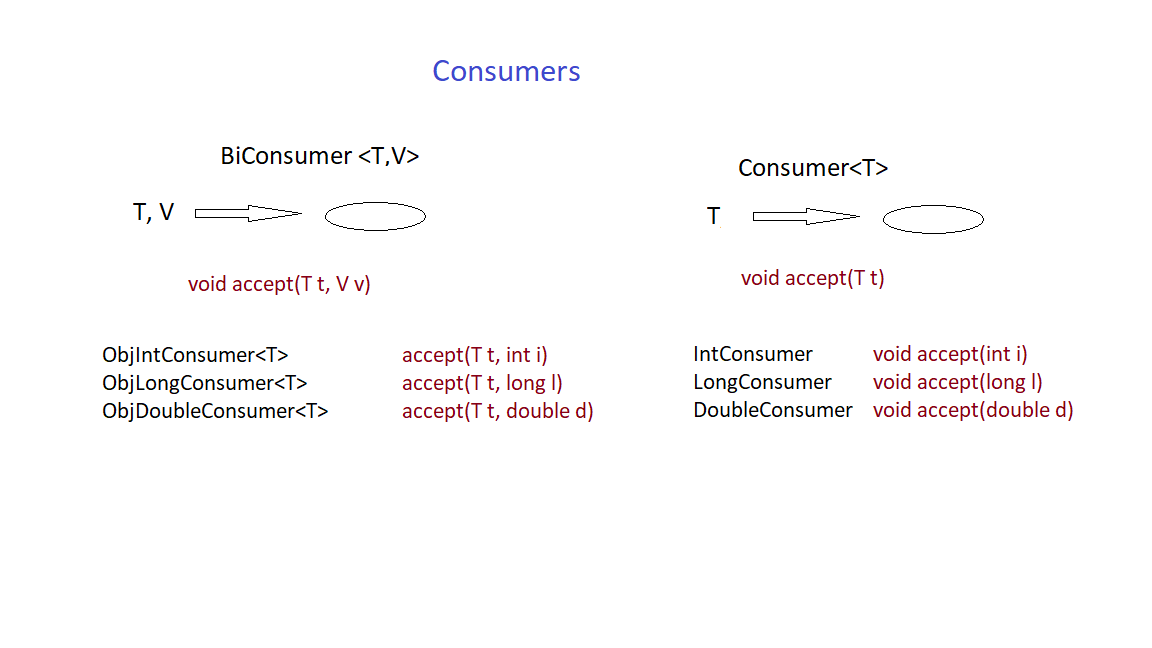 Consumers
BiConsumer <T,V>
T, V
void accept(T t, V v)
ObjIntConsumer<T> accept(T t, int i)
ObjLongConsumer<T> accept(T t, long l)
ObjDoubleConsumer<T> accept(T t, double d)
Consumer<T>
T
void accept(T t)
IntConsumer void accept(int i)
LongConsumer void accept(long l)
DoubleConsumer void accept(double d)